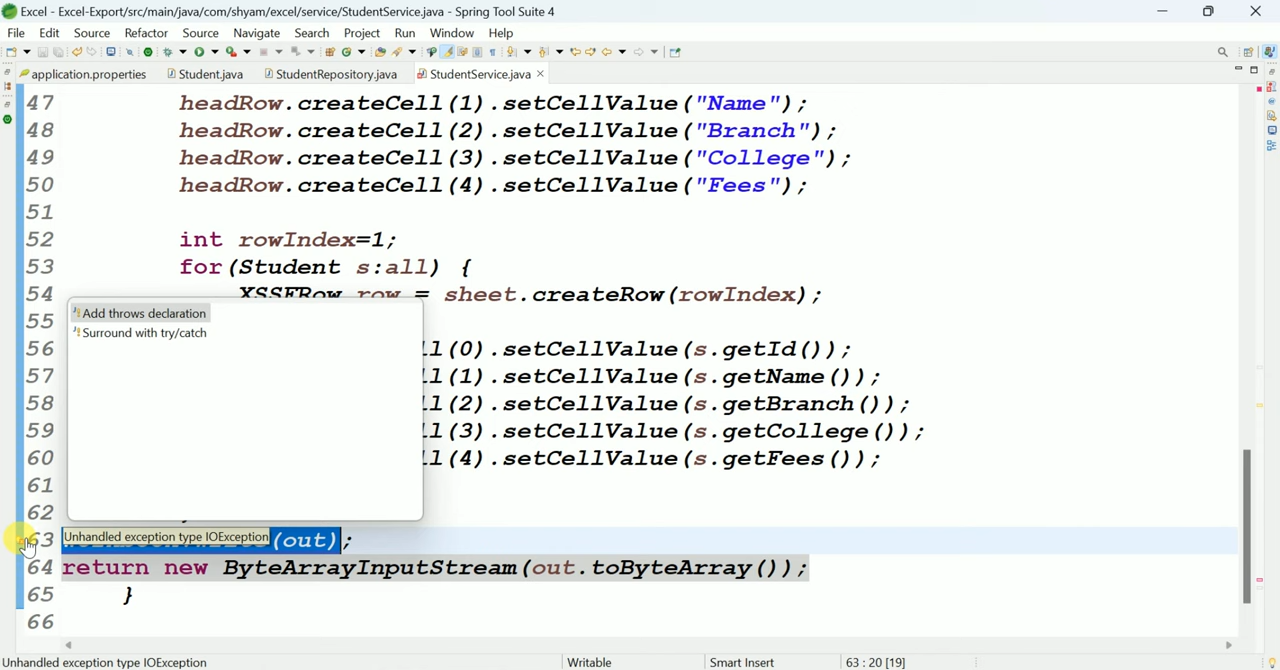 Excel - Excel-Export/src/main/java/com/shyam/excel/service/StudentService.java - Spring Tool Suite 4
File Edit Source Refactor Source Navigate Search Project Run Window Help
application.properties Student.java StudentRepository.java StudentService.java
47 headRow.createCell(1).setCellValue("Name");
48 headRow.createCell(2).setCellValue("Branch");
49 headRow.createCell(3).setCellValue("College");
50 headRow.createCell(4).setCellValue("Fees");
51
52 int rowIndex=1;
53 for(Student s:all) {
54 XSSFRow row = sheet.createRow(rowIndex);
Add throws declaration
55
Surround with try/catch
56 ll(0).setCellValue(s.getId());
57 ll(1).setCellValue(s.getName());
58 ll(2).setCellValue(s.getBranch());
59 ll(3).setCellValue(s.getCollege());
60 ll(4).setCellValue(s.getFees());
61
62
63 Unhandled exception type IOException (out);
64 return new ByteArrayInputStream(out.toByteArray());
65 }
66
Unhandled exception type IOException Writable Smart Insert 63 : 20 [19]